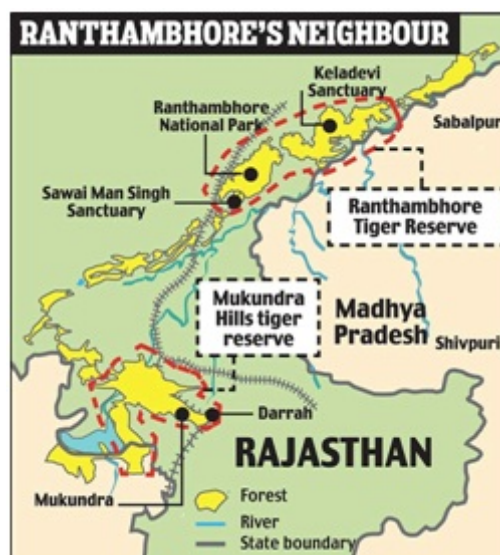 RANTHAMBHORE'S NEIGHBOUR
Keladevi
Sanctuary
Ranthambhore
National Park
Sabalpur
Sawai Man Singh
Sanctuary
Ranthambhore
Tiger Reserve
Mukundra
Hills tiger
reserve
Madhya
Pradesh
Shivpuri
Darrah
RAJASTHAN
Mukundra
Forest
River
State boundary